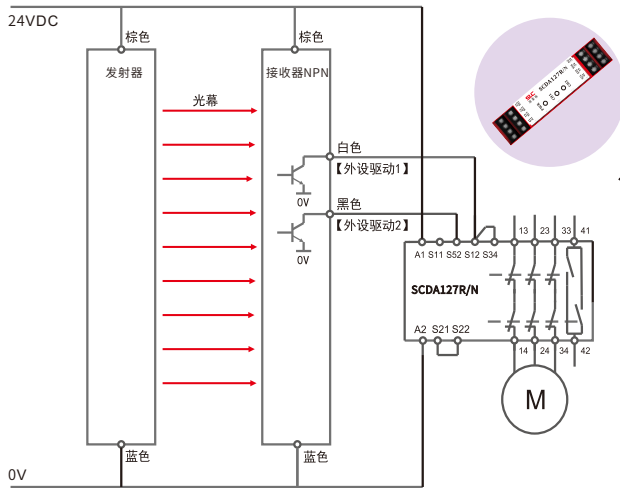 24VDC
棕色
棕色
发射器
接收器NPN
光幕
SCDA127R/N
白色
【外设驱动1】
0V
黑色
【外设驱动2】
0V
13 23 33 41
A1 S11 S52 S12 S34
SCDA127R/N
A2 S21 S22
14 24 34 42
M
蓝色
蓝色
0V